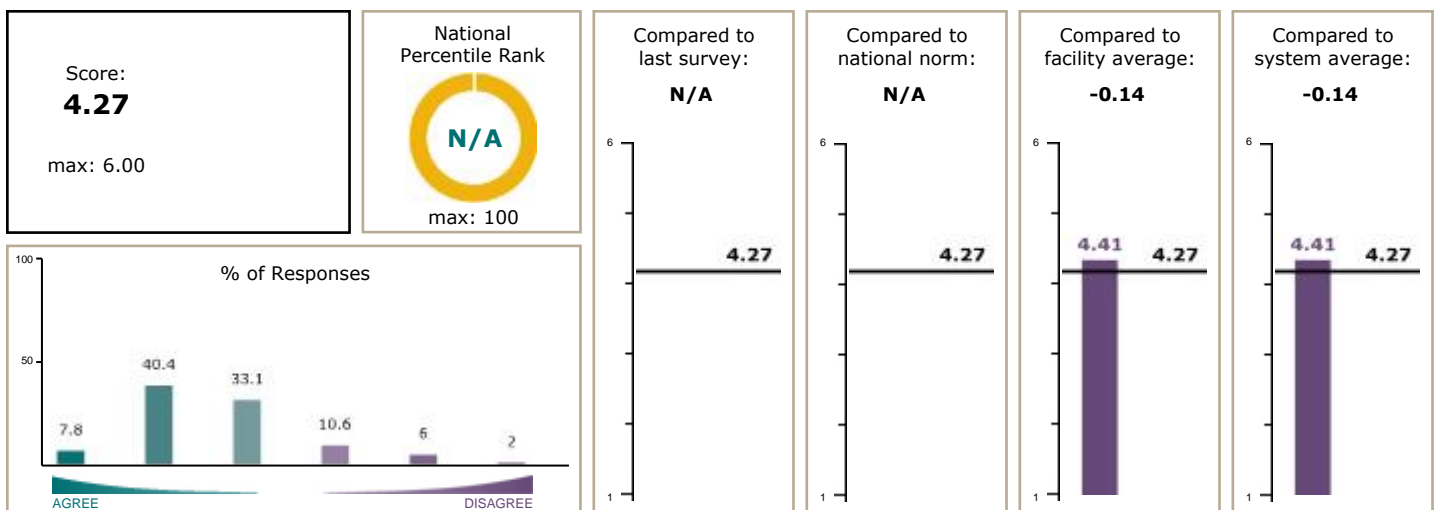 Score:
4.27
max: 6.00
National
Percentile Rank
N/A
max: 100
% of Responses
100
50
7.8
40.4
33.1
10.6
6
2
AGREE
DISAGREE
Compared to
last survey:
N/A
6
4.27
1
Compared to
national norm:
N/A
6
4.27
1
Compared to
facility average:
-0.14
6
4.41
4.27
1
Compared to
system average:
-0.14
6
4.41
4.27
1